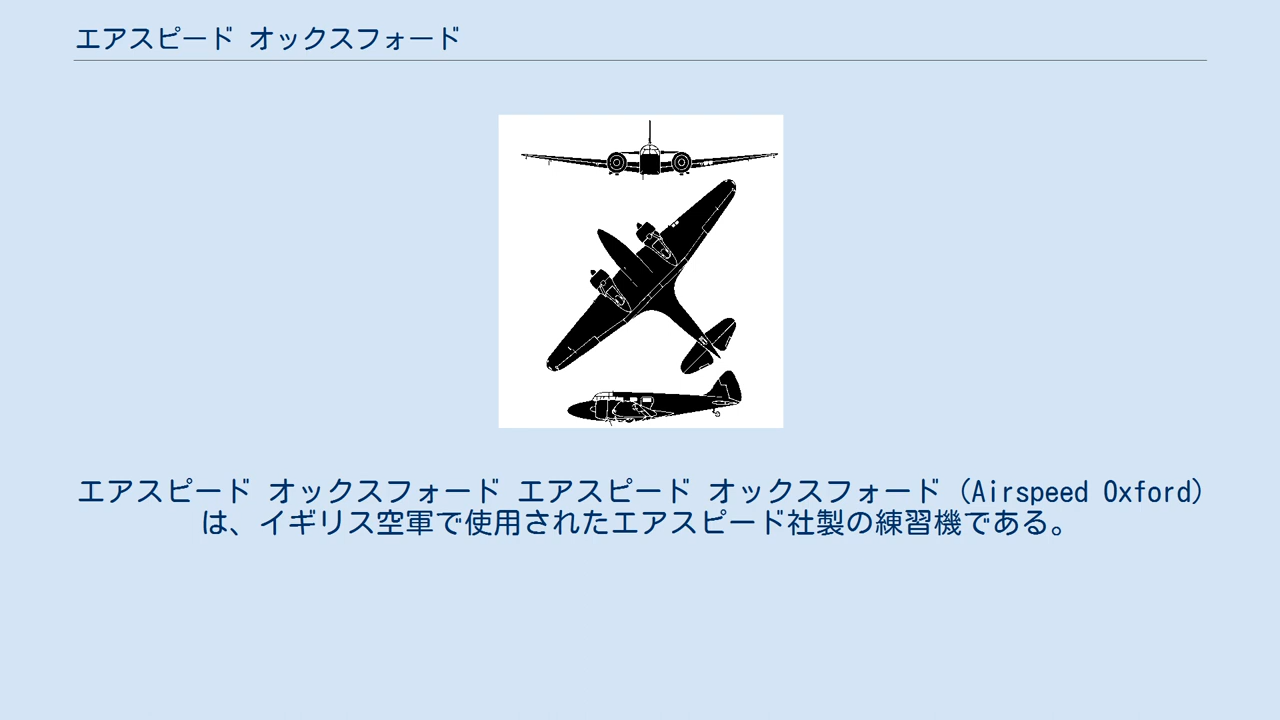 エアスピード オックスフォード
エアスピード オックスフォード エアスピード オックスフォード (Airspeed Oxford)
は、イギリス空軍で使用されたエアスピード社製の練習機である。